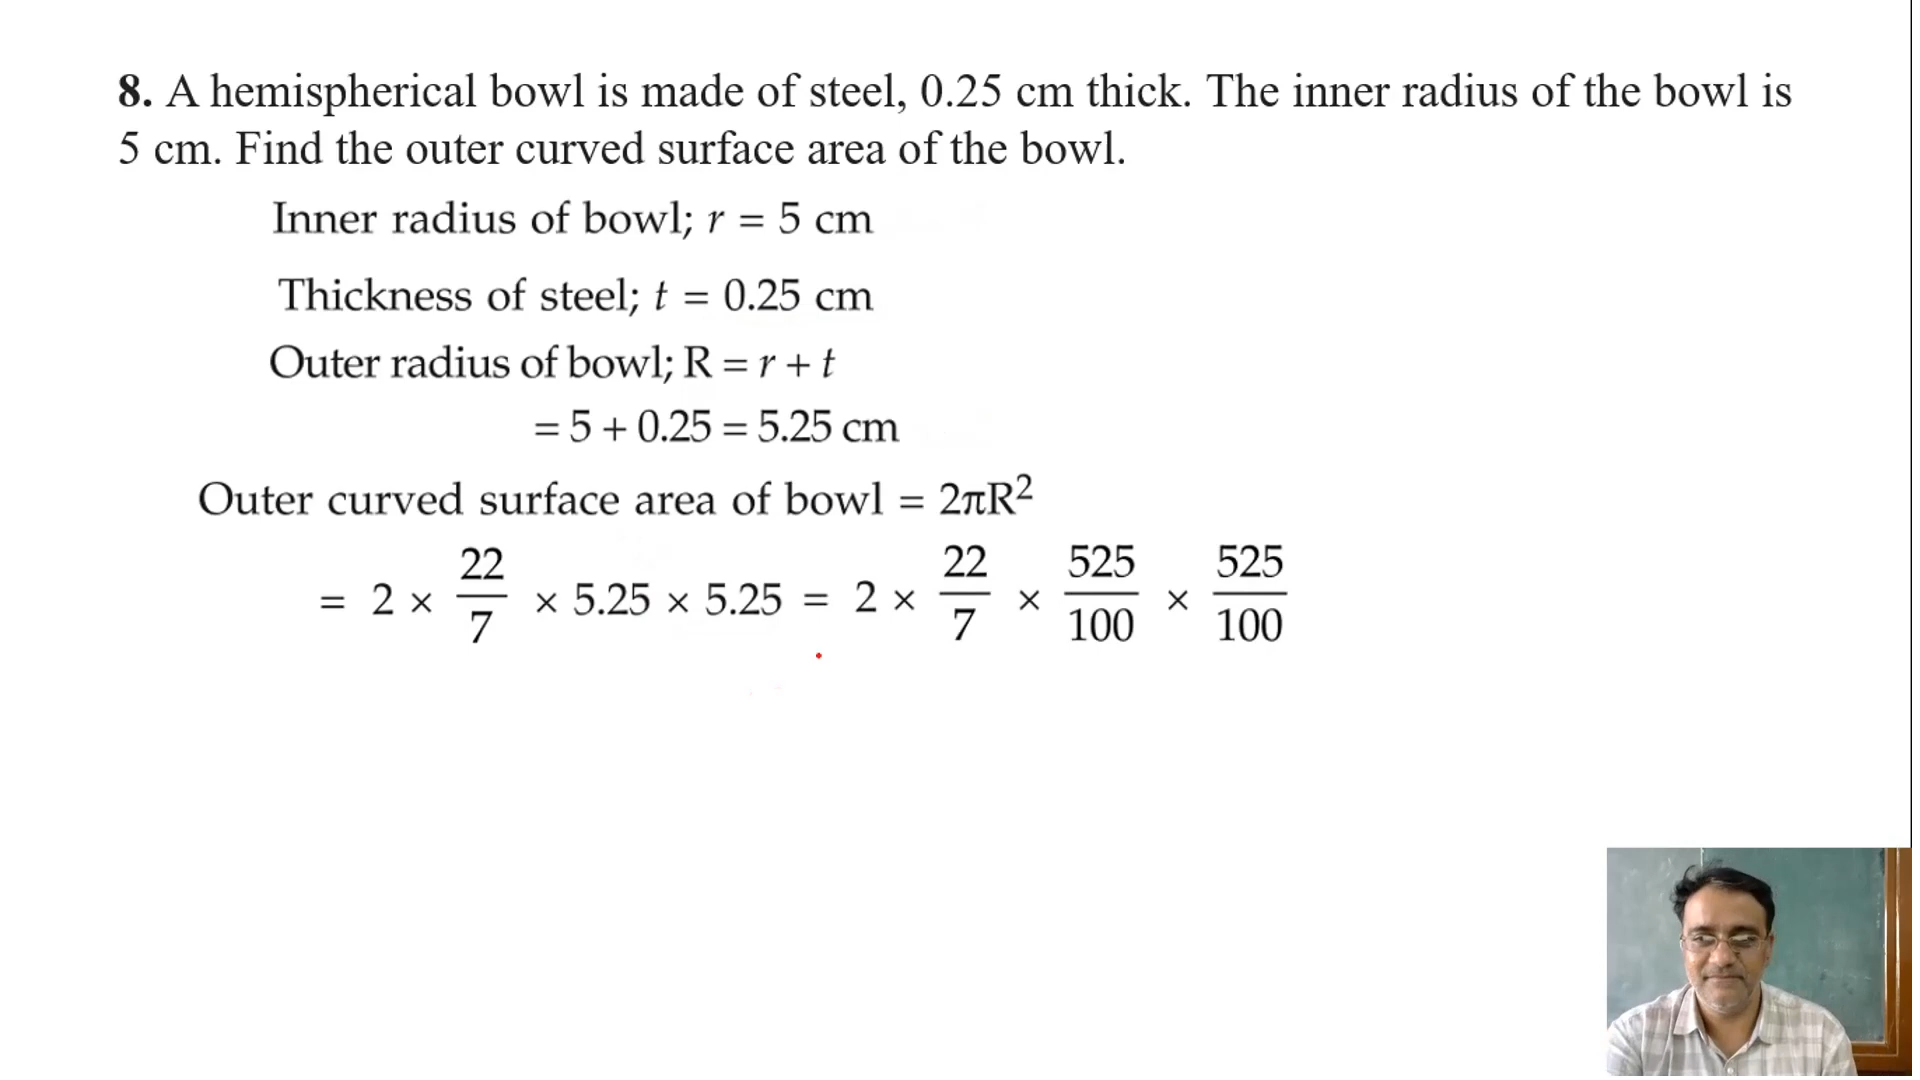 8. A hemispherical bowl is made of steel, 0.25 cm thick. The inner radius of the bowl is
5 cm. Find the outer curved surface area of the bowl.
Inner radius of bowl; r = 5 cm
Thickness of steel; t = 0.25 cm
Outer radius of bowl; R = r + t
= 5 + 0.25 = 5.25 cm
Outer curved surface area of bowl = 2πR²
= 2 × 22/7 × 5.25 × 5.25 = 2 × 22/7 × 525/100 × 525/100